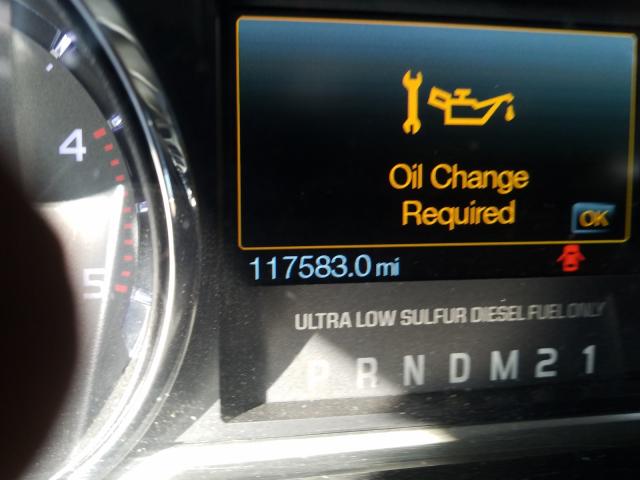 4
5
Oil Change
Required
OK
117583.0 mi
ULTRA LOW SULFUR DIESEL FUEL ONLY
P R N D M 2 1